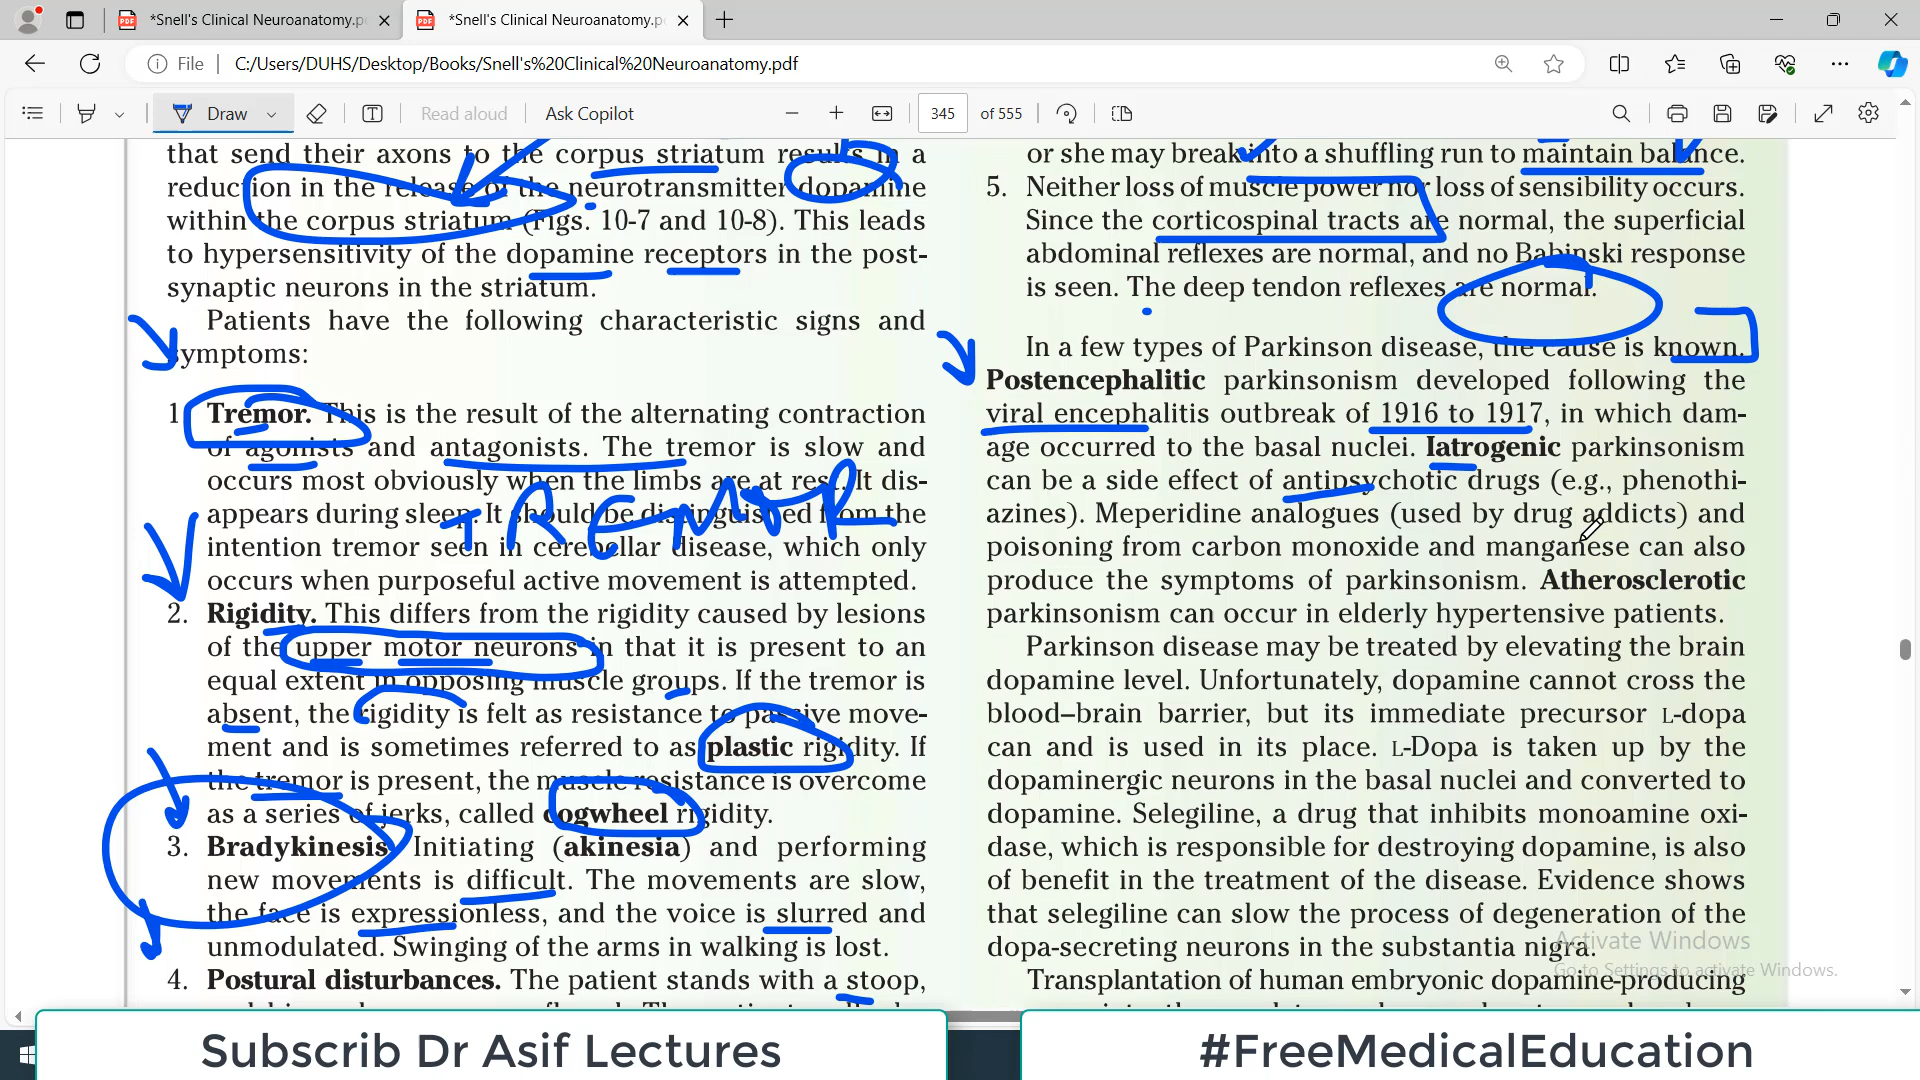 *Snell's Clinical Neuroanatomy.p
*Snell's Clinical Neuroanatomy.p
File
C:/Users/DUHS/Desktop/Books/Snell's%20Clinical%20Neuroanatomy.pdf
Draw
Read aloud
Ask Copilot
345 of 555
that send their axons to the corpus striatum results in a
reduction in the release of the neurotransmitter dopamine
within the corpus striatum (Figs. 10-7 and 10-8). This leads
to hypersensitivity of the dopamine receptors in the post-
synaptic neurons in the striatum.
Patients have the following characteristic signs and
symptoms:
1. Tremor. This is the result of the alternating contraction
of agonists and antagonists. The tremor is slow and
occurs most obviously when the limbs are at rest. It dis-
appears during sleep. It should be distinguished from the
intention tremor seen in cerebellar disease, which only
occurs when purposeful active movement is attempted.
TREMOR
2. Rigidity. This differs from the rigidity caused by lesions
of the upper motor neurons in that it is present to an
equal extent in opposing muscle groups. If the tremor is
absent, the rigidity is felt as resistance to passive move-
ment and is sometimes referred to as plastic rigidity. If
the tremor is present, the muscle resistance is overcome
as a series of jerks, called cogwheel rigidity.
3. Bradykinesis. Initiating (akinesia) and performing
new movements is difficult. The movements are slow,
the face is expressionless, and the voice is slurred and
unmodulated. Swinging of the arms in walking is lost.
4. Postural disturbances. The patient stands with a stoop,
or she may break into a shuffling run to maintain balance.
5. Neither loss of muscle power nor loss of sensibility occurs.
Since the corticospinal tracts are normal, the superficial
abdominal reflexes are normal, and no Babinski response
is seen. The deep tendon reflexes are normal.
In a few types of Parkinson disease, the cause is known.
Postencephalitic parkinsonism developed following the
viral encephalitis outbreak of 1916 to 1917, in which dam-
age occurred to the basal nuclei. Iatrogenic parkinsonism
can be a side effect of antipsychotic drugs (e.g., phenothi-
azines). Meperidine analogues (used by drug addicts) and
poisoning from carbon monoxide and manganese can also
produce the symptoms of parkinsonism. Atherosclerotic
parkinsonism can occur in elderly hypertensive patients.
Parkinson disease may be treated by elevating the brain
dopamine level. Unfortunately, dopamine cannot cross the
blood–brain barrier, but its immediate precursor L-dopa
can and is used in its place. L-Dopa is taken up by the
dopaminergic neurons in the basal nuclei and converted to
dopamine. Selegiline, a drug that inhibits monoamine oxi-
dase, which is responsible for destroying dopamine, is also
of benefit in the treatment of the disease. Evidence shows
that selegiline can slow the process of degeneration of the
dopa-secreting neurons in the substantia nigra.
Transplantation of human embryonic dopamine-producing
Activate Windows
Go to Settings to activate Windows.
Subscrib Dr Asif Lectures
#FreeMedicalEducation